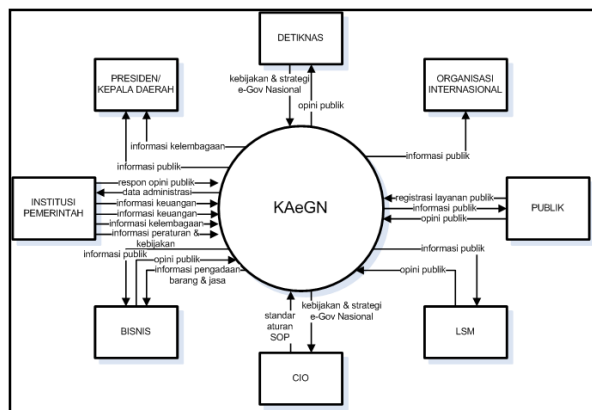 DETIKNAS
PRESIDEN/
KEPALA DAERAH
ORGANISASI
INTERNASIONAL
kebijakan & strategi
e-Gov Nasional
opini publik
informasi kelembagaan
informasi publik
informasi publik
INSTITUSI
PEMERINTAH
respon opini publik
data administrasi
informasi keuangan
informasi keuangan
informasi kelembagaan
informasi peraturan &
kebijakan
KAeGN
registrasi layanan publik
informasi publik
opini publik
PUBLIK
informasi publik
opini publik
informasi pengadaan
barang & jasa
informasi publik
opini publik
BISNIS
standar
aturan
SOP
kebijakan & strategi
e-Gov Nasional
LSM
CIO